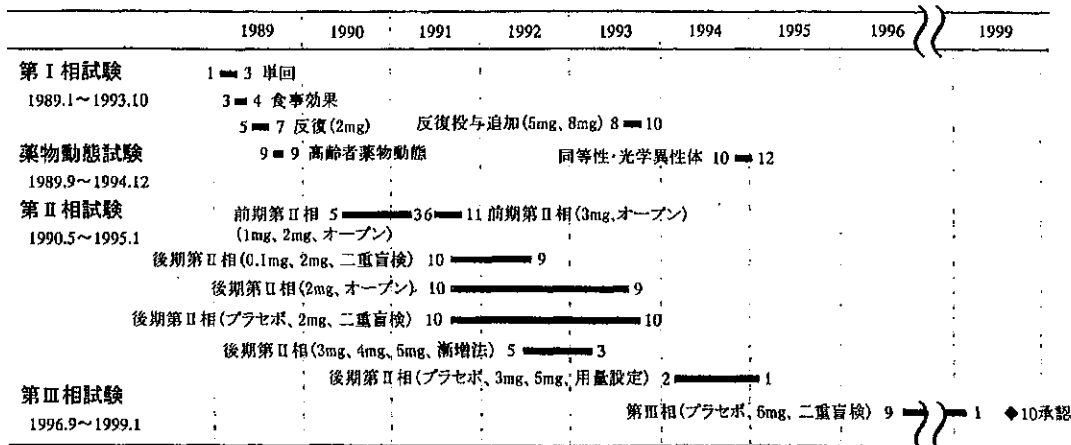 1989 1990 1991 1992 1993 1994 1995 1996 1999
第Ⅰ相試験 1 3 単回
1989.1～1993.10 3 4 食事効果
5 7 反復(2mg) 反復投与追加(5mg、8mg) 8 10
薬物動態試験 9 9 高齢者薬物動態 同等性・光学異性体 10 12
1989.9～1994.12
第Ⅱ相試験 前期第Ⅱ相 5 3 6 11 前期第Ⅱ相(3mg、オープン)
1990.5～1995.1 (1mg、2mg、オープン)
後期第Ⅱ相(0.1mg、2mg、二重盲検) 10 9
後期第Ⅱ相(2mg、オープン) 10 9
後期第Ⅱ相(プラセボ、2mg、二重盲検) 10 10
後期第Ⅱ相(3mg、4mg、5mg、漸増法) 5 3
後期第Ⅱ相(プラセボ、3mg、5mg、用量設定) 2 1
第Ⅲ相試験 第Ⅲ相(プラセボ、5mg、二重盲検) 9 1 ◆10承認
1996.9～1999.1